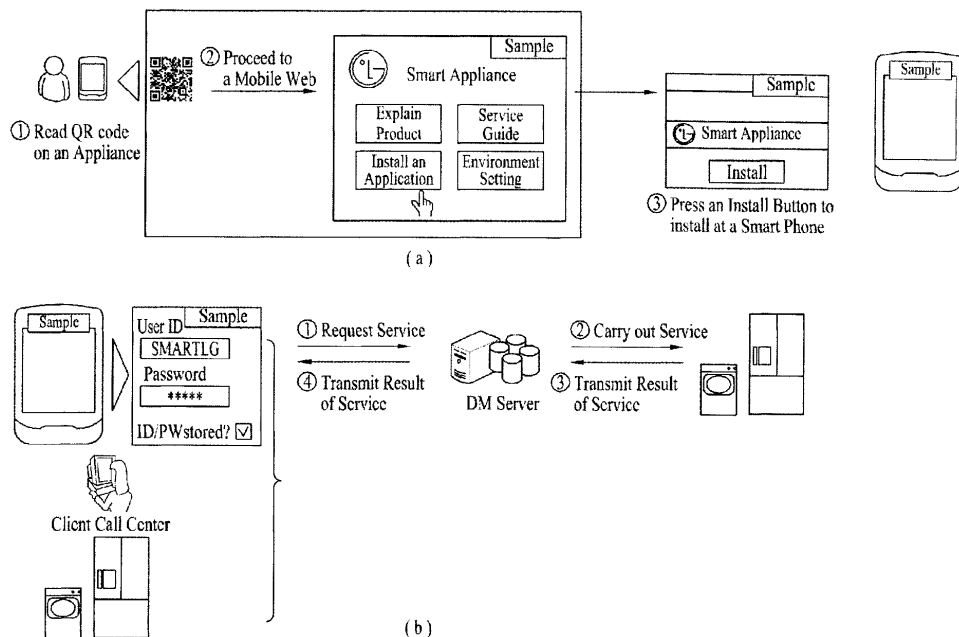 ① Read QR code
on an Appliance
② Proceed to
a Mobile Web
Sample
Smart Appliance
Explain
Product
Service
Guide
Install an
Application
Environment
Setting
Sample
Smart Appliance
Install
③ Press an Install Button to
install at a Smart Phone
Sample
( a )
Sample
Sample
User ID
SMARTLG
Password
*****
ID/PWstored?
Client Call Center
① Request Service
④ Transmit Result
of Service
DM Server
② Carry out Service
③ Transmit Result
of Service
( b )